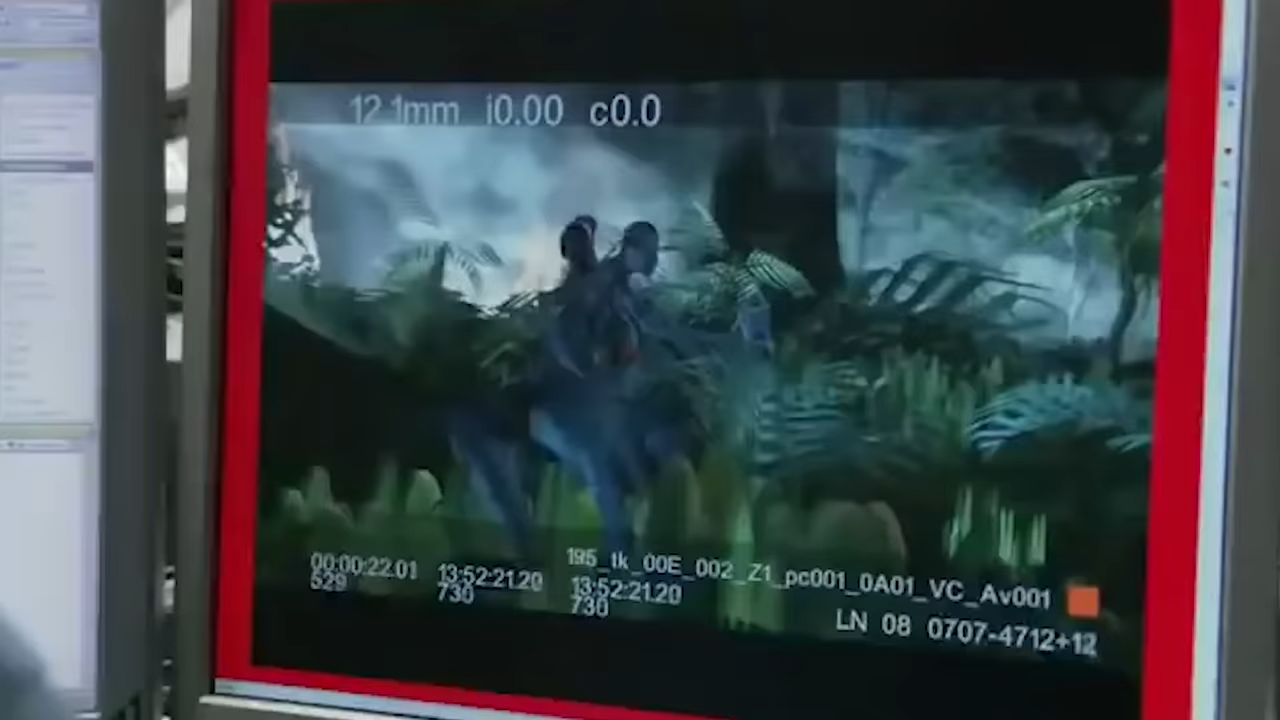 12.1mm i0.00 c0.0
195_tk_00E_002_Z1_pc001_0A01_VC_Av001
00:00:22.01 13:52:21.20 13:52:21.20
529 730 730
LN 08 0707-4712+12